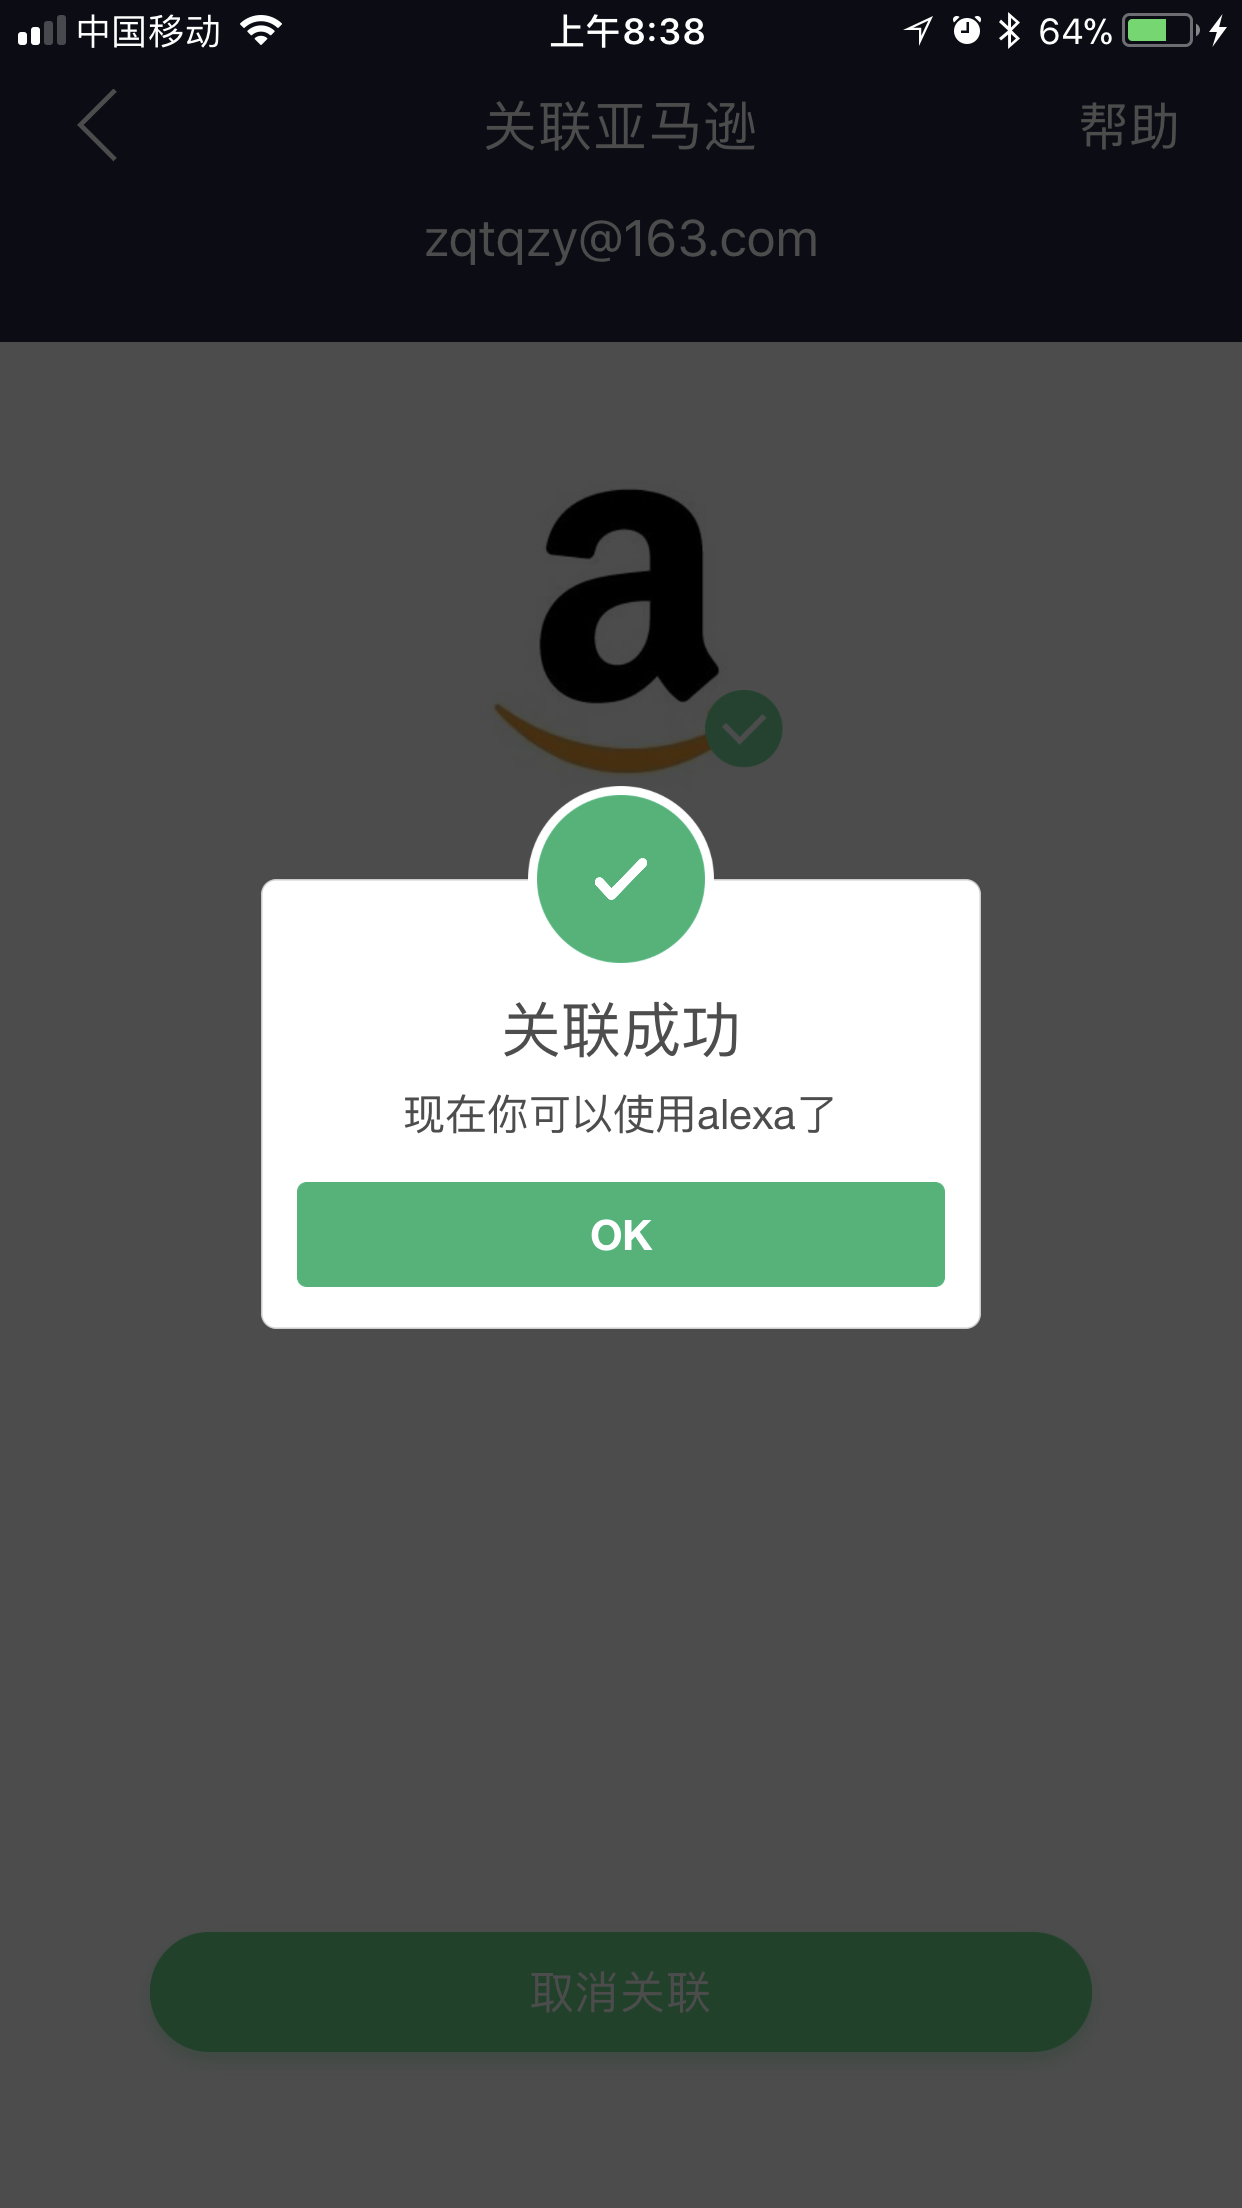 中国移动 上午8:38 64%
关联亚马逊 帮助
zqtqzy@163.com
a
关联成功
现在你可以使用alexa了
OK
取消关联